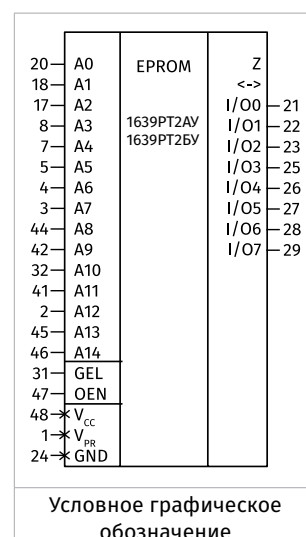 20 A0 EPROM Z
18 A1 <->
17 A2 I/O0 21
8 A3 1639РТ2АУ I/O1 22
7 A4 1639РТ2БУ I/O2 23
5 A5 I/O3 25
4 A6 I/O4 26
3 A7 I/O5 27
44 A8 I/O6 28
42 A9 I/O7 29
32 A10
41 A11
2 A12
45 A13
46 A14
31 GEL
47 OEN
48 VCC
1 VPR
24 GND
Условное графическое
обозначение